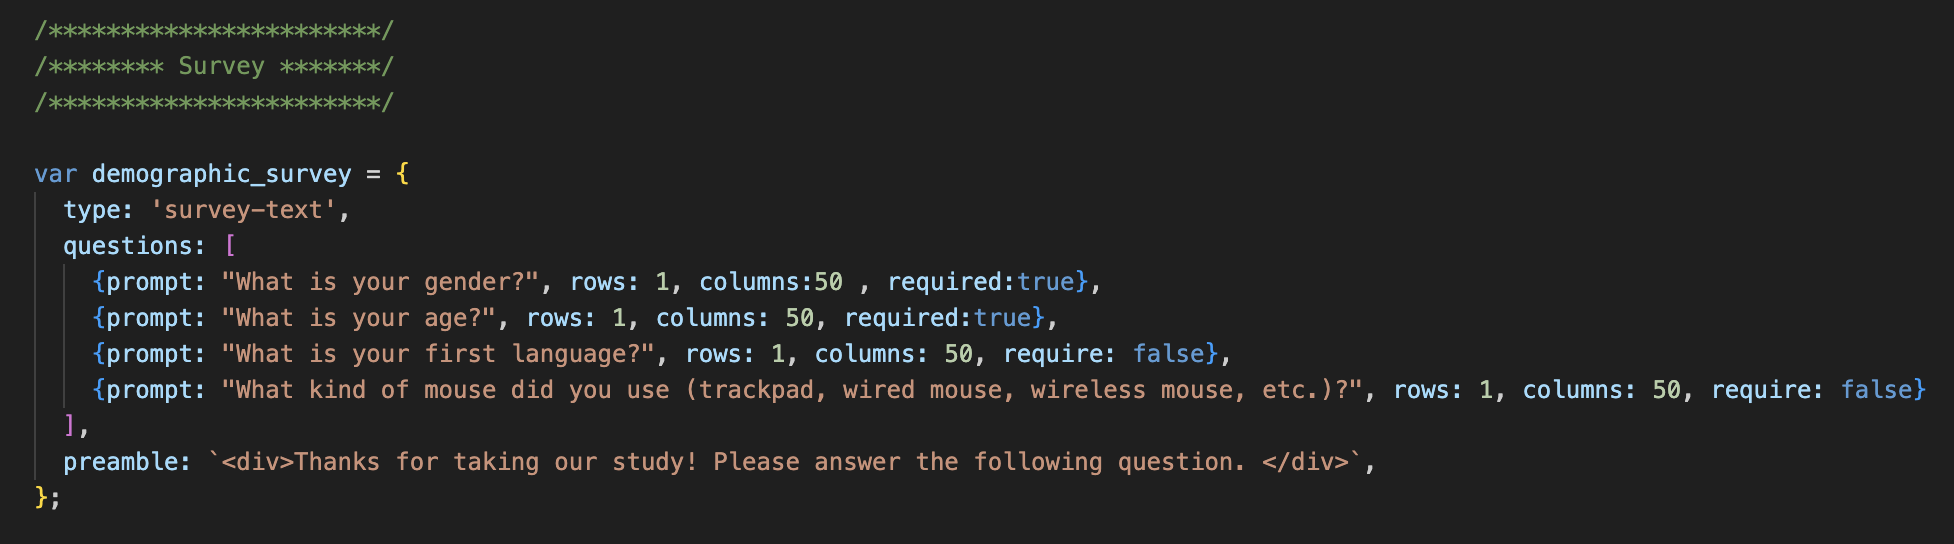 /***********************/
/******** Survey *******/
/***********************/
var demographic_survey = {
type: 'survey-text',
questions: [
{prompt: "What is your gender?", rows: 1, columns:50 , required:true},
{prompt: "What is your age?", rows: 1, columns: 50, required:true},
{prompt: "What is your first language?", rows: 1, columns: 50, require: false},
{prompt: "What kind of mouse did you use (trackpad, wired mouse, wireless mouse, etc.)?", rows: 1, columns: 50, require: false}
],
preamble: `<div>Thanks for taking our study! Please answer the following question. </div>`,
};